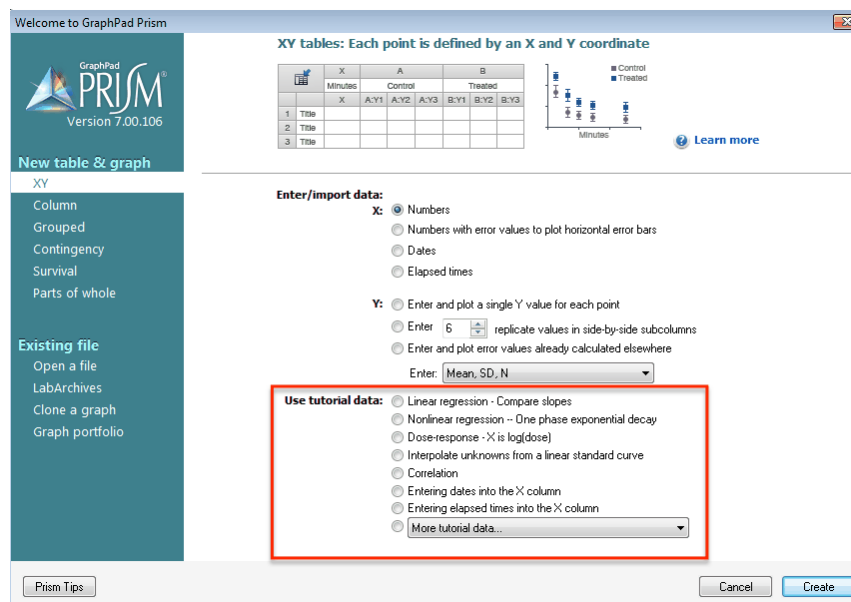 Welcome to GraphPad Prism
GraphPad
PRISM®
Version 7.00.106
New table & graph
XY
Column
Grouped
Contingency
Survival
Parts of whole
Existing file
Open a file
LabArchives
Clone a graph
Graph portfolio
XY tables: Each point is defined by an X and Y coordinate
X A B
Minutes Control Treated
X A:Y1 A:Y2 A:Y3 B:Y1 B:Y2 B:Y3
1 Title
2 Title
3 Title
Control
Treated
Minutes
? Learn more
Enter/import data:
X: Numbers
Numbers with error values to plot horizontal error bars
Dates
Elapsed times
Y: Enter and plot a single Y value for each point
Enter 6 replicate values in side-by-side subcolumns
Enter and plot error values already calculated elsewhere
Enter: Mean, SD, N
Use tutorial data: Linear regression - Compare slopes
Nonlinear regression -- One phase exponential decay
Dose-response - X is log(dose)
Interpolate unknowns from a linear standard curve
Correlation
Entering dates into the X column
Entering elapsed times into the X column
More tutorial data...
Prism Tips Cancel Create